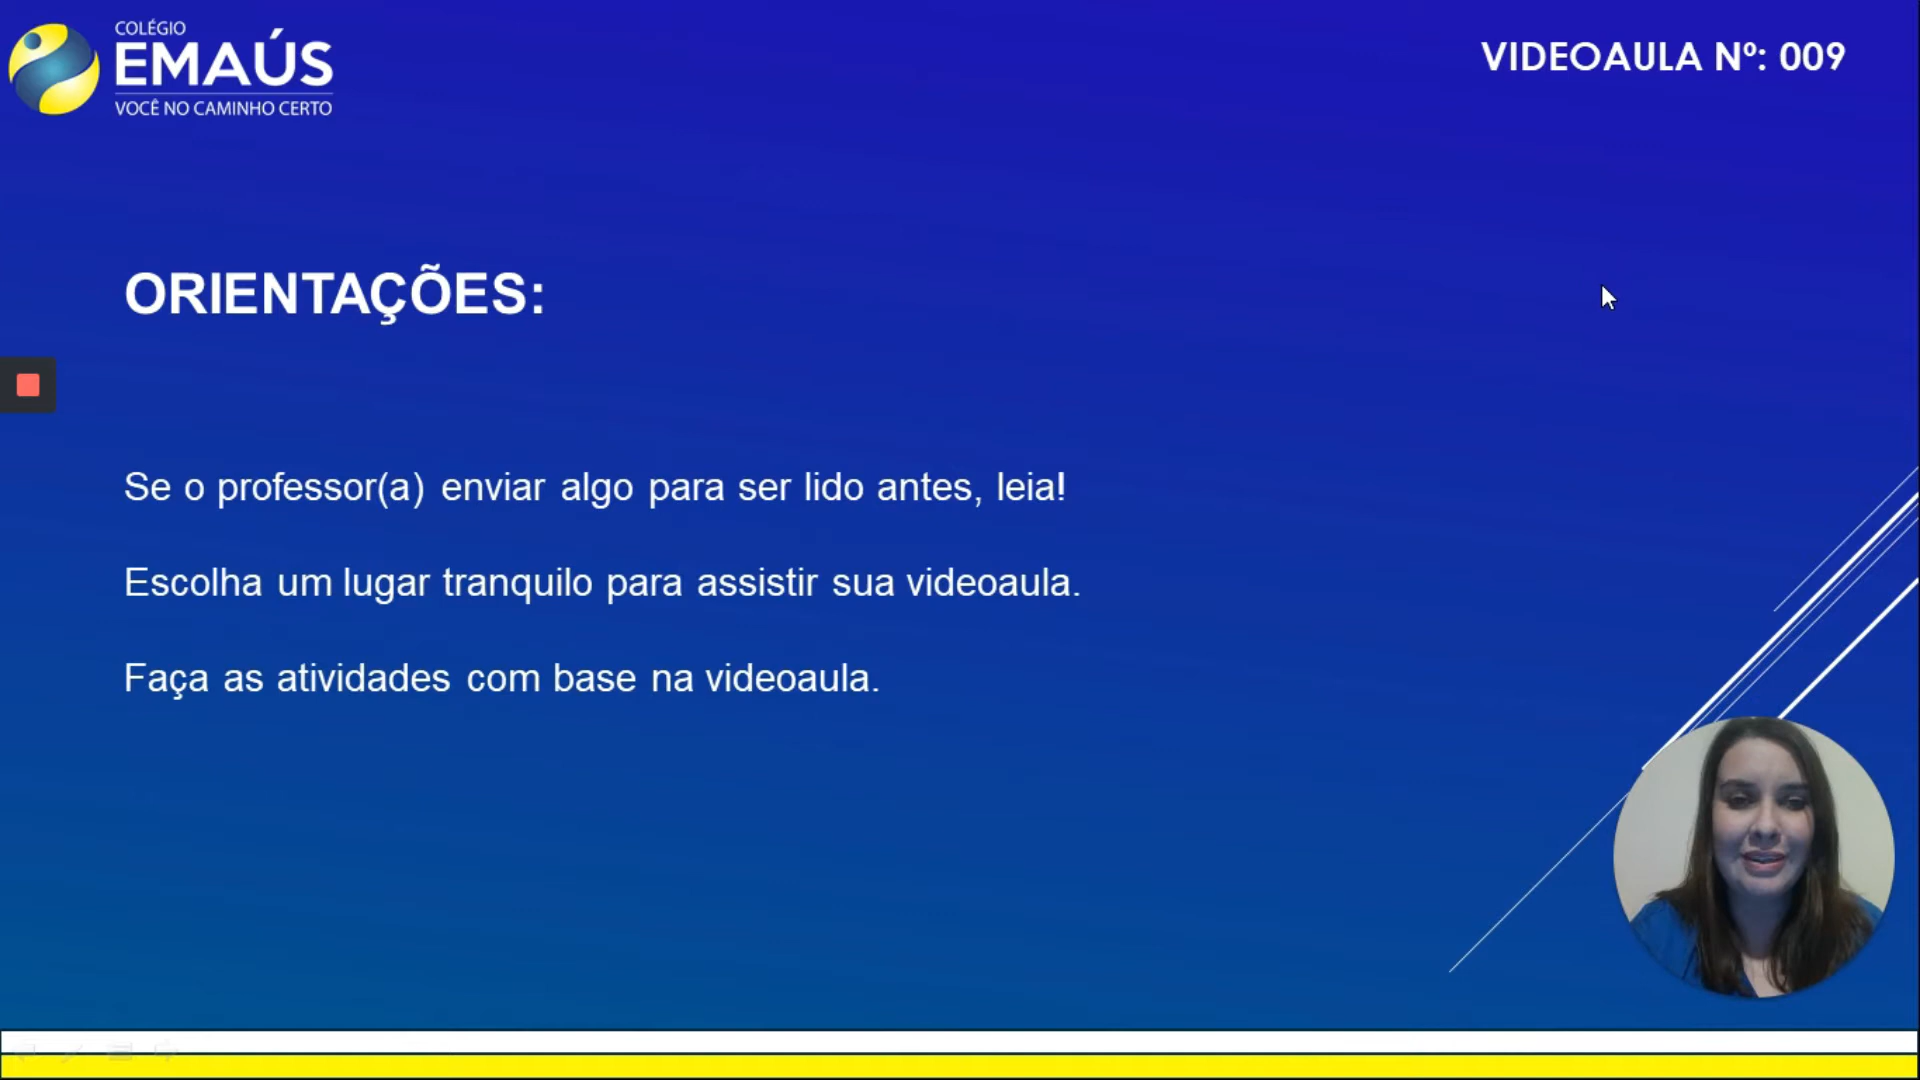 COLÉGIO
EMAÚS
VOCÊ NO CAMINHO CERTO
VIDEOAULA Nº: 009
ORIENTAÇÕES:
Se o professor(a) enviar algo para ser lido antes, leia!
Escolha um lugar tranquilo para assistir sua videoaula.
Faça as atividades com base na videoaula.